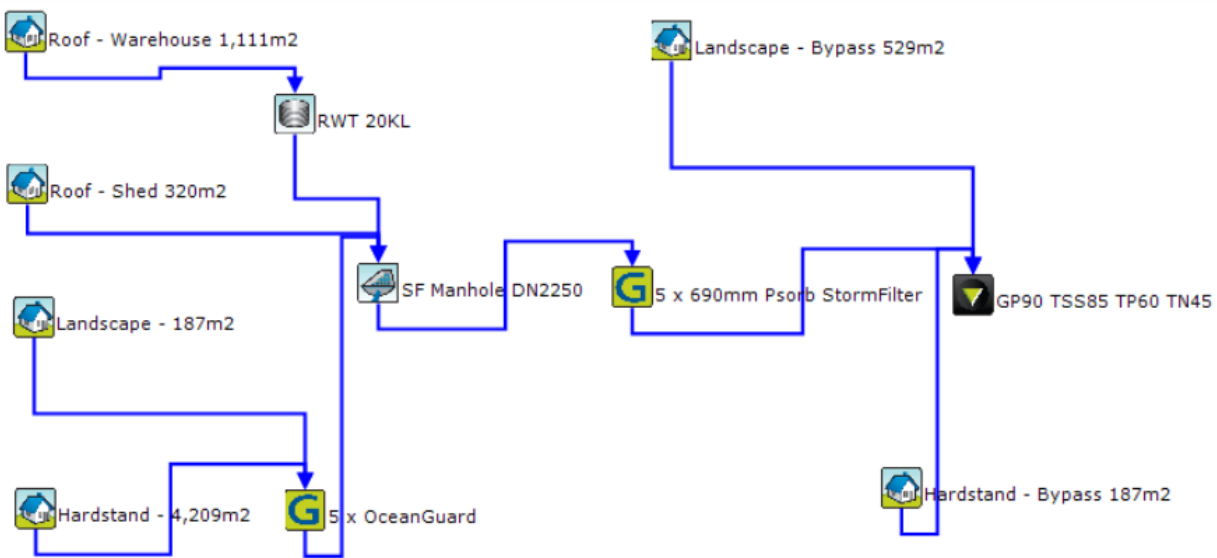 Roof - Warehouse 1,111m2
Landscape - Bypass 529m2
RWT 20KL
Roof - Shed 320m2
SF Manhole DN2250
G 5 x 690mm Psorb StormFilter
GP90 TSS85 TP60 TN45
Landscape - 187m2
Hardstand - Bypass 187m2
Hardstand - 4,209m2
G 5 x OceanGuard